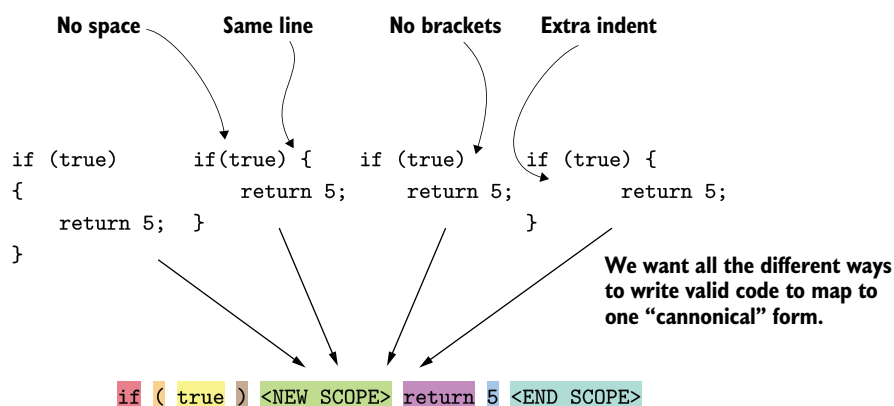 No space Same line No brackets Extra indent
if (true) if(true) { if (true) if (true) {
{ return 5; return 5; return 5;
return 5; } }
}
We want all the different ways
to write valid code to map to
one “cannonical” form.
if ( true ) <NEW SCOPE> return 5 <END SCOPE>